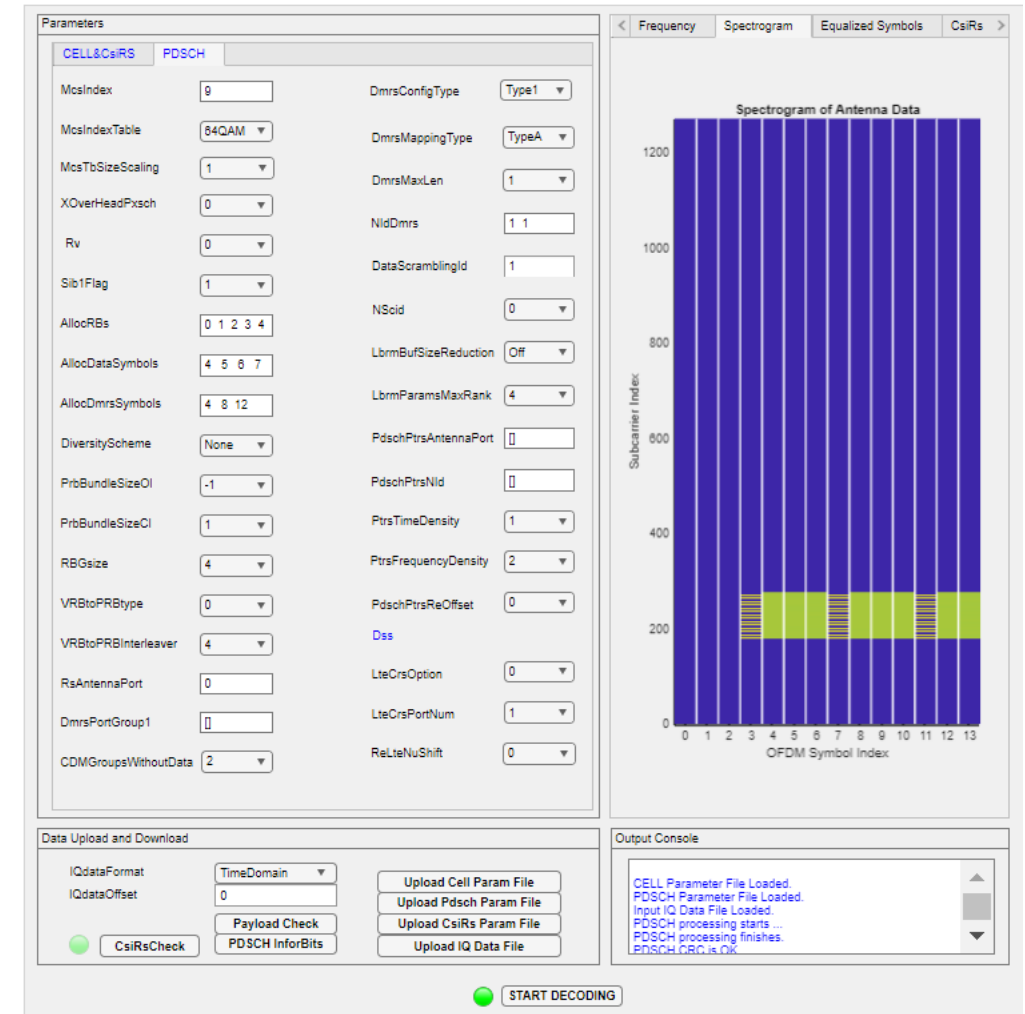 Parameters
CELL&CsiRS PDSCH
McsIndex 9
McsIndexTable 64QAM
McsTbSizeScaling 1
XOverHeadPxsch 0
Rv 0
Sib1Flag 1
AllocRBs 0 1 2 3 4
AllocDataSymbols 4 5 6 7
AllocDmrsSymbols 4 8 12
DiversityScheme None
PrbBundleSizeOI -1
PrbBundleSizeCI 1
RBGsize 4
VRBtoPRBtype 0
VRBtoPRBInterleaver 4
RsAntennaPort 0
DmrsPortGroup1 []
CDMGroupsWithoutData 2
DmrsConfigType Type1
DmrsMappingType TypeA
DmrsMaxLen 1
NIdDmrs 1 1
DataScramblingId 1
NScid 0
LbrmBufSizeReduction Off
LbrmParamsMaxRank 4
PdschPtrsAntennaPort []
PdschPtrsNId []
PtrsTimeDensity 1
PtrsFrequencyDensity 2
PdschPtrsReOffset 0
Dss
LteCrsOption 0
LteCrsPortNum 1
ReLteNuShift 0
< Frequency Spectrogram Equalized Symbols CsiRs >
Spectrogram of Antenna Data
1200
1000
800
600
400
200
0
Subcarrier Index
0 1 2 3 4 5 6 7 8 9 10 11 12 13
OFDM Symbol Index
Data Upload and Download
IQdataFormat TimeDomain
IQdataOffset 0
Payload Check
CsiRsCheck PDSCH InforBits
Upload Cell Param File
Upload Pdsch Param File
Upload CsiRs Param File
Upload IQ Data File
Output Console
CELL Parameter File Loaded.
PDSCH Parameter File Loaded.
Input IQ Data File Loaded.
PDSCH processing starts ...
PDSCH processing finishes.
PDSCH CRC is OK
START DECODING